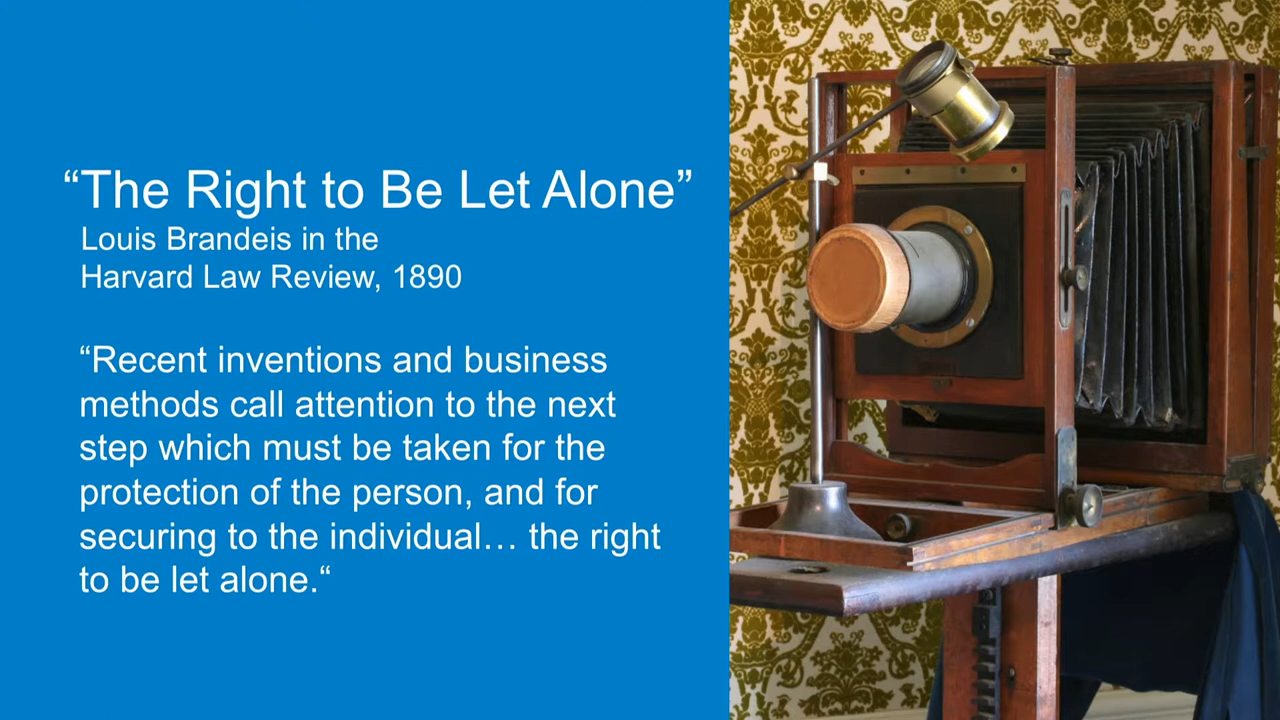 “The Right to Be Let Alone”
Louis Brandeis in the
Harvard Law Review, 1890
“Recent inventions and business
methods call attention to the next
step which must be taken for the
protection of the person, and for
securing to the individual… the right
to be let alone.“